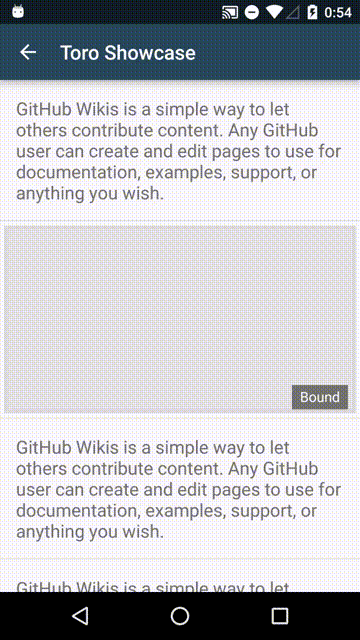 0:54
Toro Showcase
GitHub Wikis is a simple way to let
others contribute content. Any GitHub
user can create and edit pages to use for
documentation, examples, support, or
anything you wish.
Bound
GitHub Wikis is a simple way to let
others contribute content. Any GitHub
user can create and edit pages to use for
documentation, examples, support, or
anything you wish.
GitHub Wikis is a simple way to let